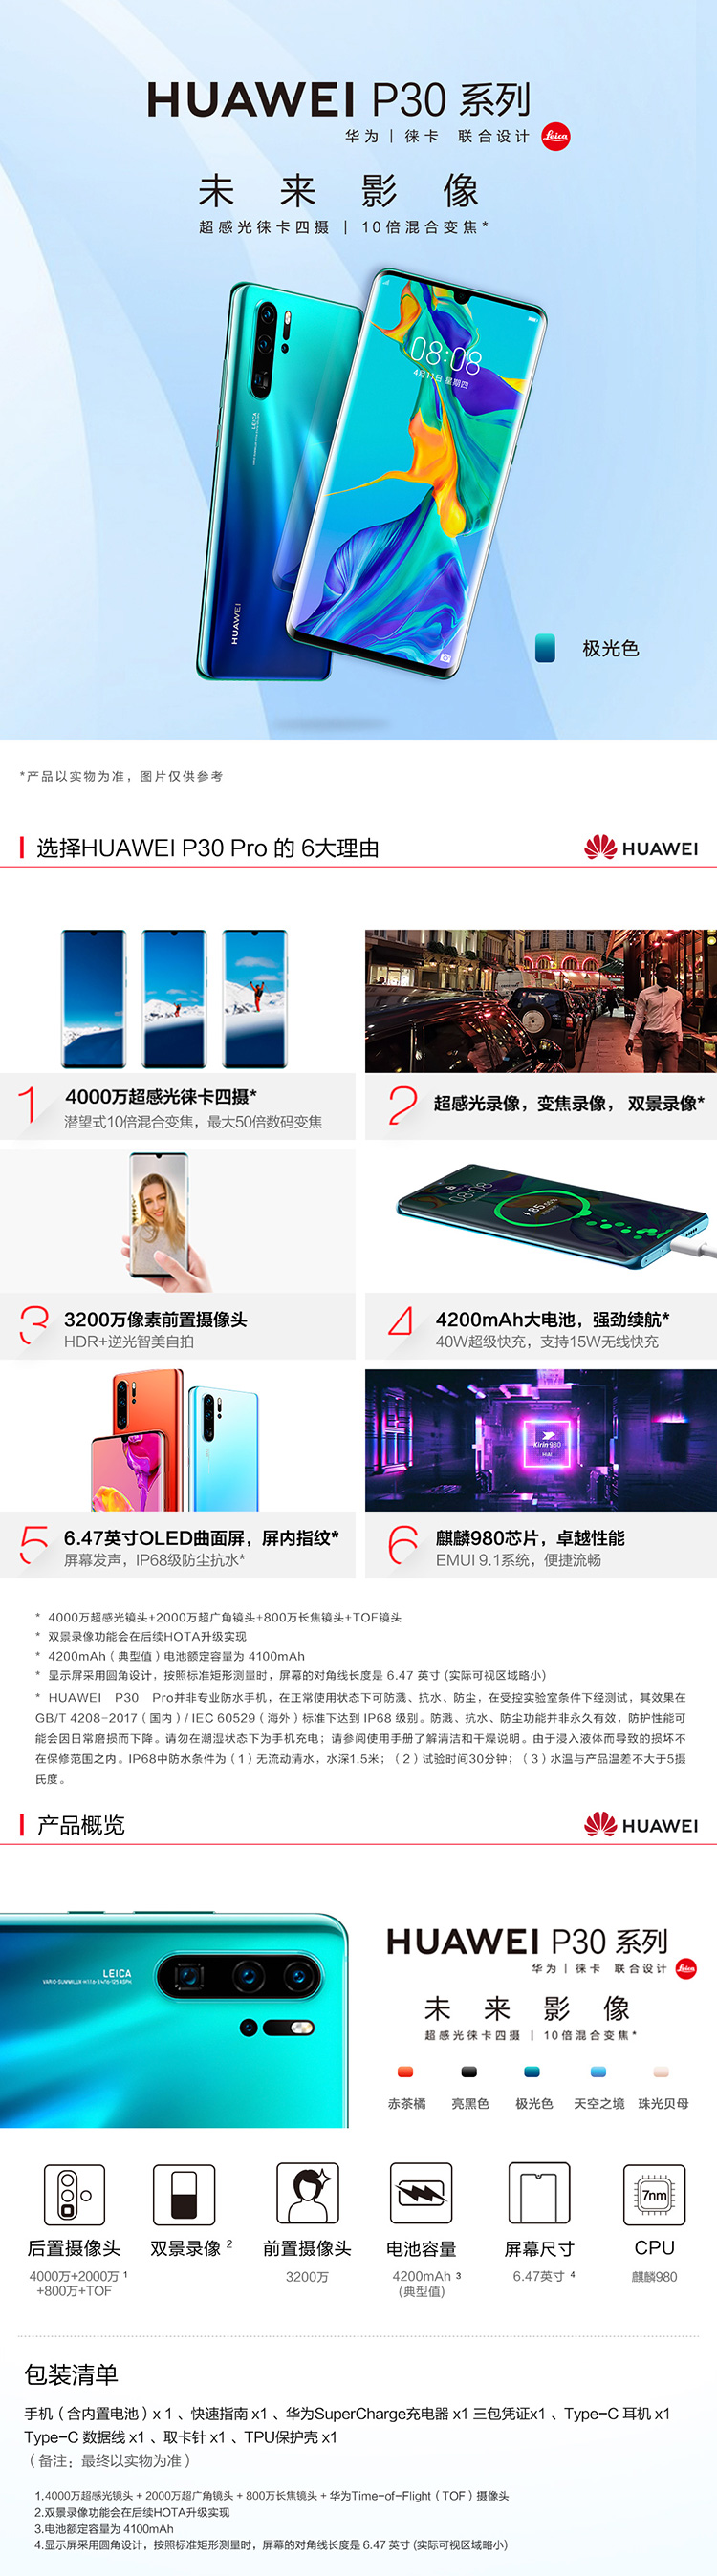 HUAWEI P30 系列
华为 | 徕卡 联合设计 Leica
未来影像
超感光徕卡四摄 | 10倍混合变焦*
08:08
4月11日 星期四
LEICA
HUAWEI
极光色
*产品以实物为准，图片仅供参考
选择HUAWEI P30 Pro 的 6大理由
HUAWEI
1 4000万超感光徕卡四摄*
潜望式10倍混合变焦，最大50倍数码变焦
2 超感光录像，变焦录像， 双景录像*
08:08
85
3 3200万像素前置摄像头
HDR+逆光智美自拍
4 4200mAh大电池，强劲续航*
40W超级快充，支持15W无线快充
Kirin 980
5 6.47英寸OLED曲面屏，屏内指纹*
屏幕发声，IP68级防尘抗水*
6 麒麟980芯片，卓越性能
EMUI 9.1系统，便捷流畅
* 4000万超感光镜头+2000万超广角镜头+800万长焦镜头+TOF镜头
* 双景录像功能会在后续HOTA升级实现
* 4200mAh（典型值）电池额定容量为 4100mAh
* 显示屏采用圆角设计，按照标准矩形测量时，屏幕的对角线长度是 6.47 英寸 (实际可视区域略小)
* HUAWEI P30 Pro并非专业防水手机，在正常使用状态下可防溅、抗水、防尘，在受控实验室条件下经测试，其效果在
GB/T 4208-2017（国内）/ IEC 60529（海外）标准下达到 IP68 级别。防溅、抗水、防尘功能并非永久有效，防护性能可
能会因日常磨损而下降。请勿在潮湿状态下为手机充电；请参阅使用手册了解清洁和干燥说明。由于浸入液体而导致的损坏不
在保修范围之内。IP68中防水条件为（1）无流动清水，水深1.5米；（2）试验时间30分钟；（3）水温与产品温差不大于5摄
氏度。
产品概览
HUAWEI
LEICA
VARIO-SUMMILUX-H 1:1.6-3.4/16-125 ASPH.
HUAWEI P30 系列
华为 | 徕卡 联合设计 Leica
未来影像
超感光徕卡四摄 | 10倍混合变焦*
赤茶橘 亮黑色 极光色 天空之境 珠光贝母
7nm
后置摄像头 双景录像 2 前置摄像头 电池容量 屏幕尺寸 CPU
4000万+2000万 1 3200万 4200mAh 3 6.47英寸 4 麒麟980
+800万+TOF (典型值)
包装清单
手机（含内置电池）x 1 、快速指南 x1 、华为SuperCharge充电器 x1 三包凭证x1 、Type-C 耳机 x1
Type-C 数据线 x1 、取卡针 x1 、TPU保护壳 x1
（备注：最终以实物为准）
1.4000万超感光镜头 + 2000万超广角镜头 + 800万长焦镜头 + 华为Time-of-Flight（TOF）摄像头
2.双景录像功能会在后续HOTA升级实现
3.电池额定容量为 4100mAh
4.显示屏采用圆角设计，按照标准矩形测量时，屏幕的对角线长度是 6.47 英寸 (实际可视区域略小)